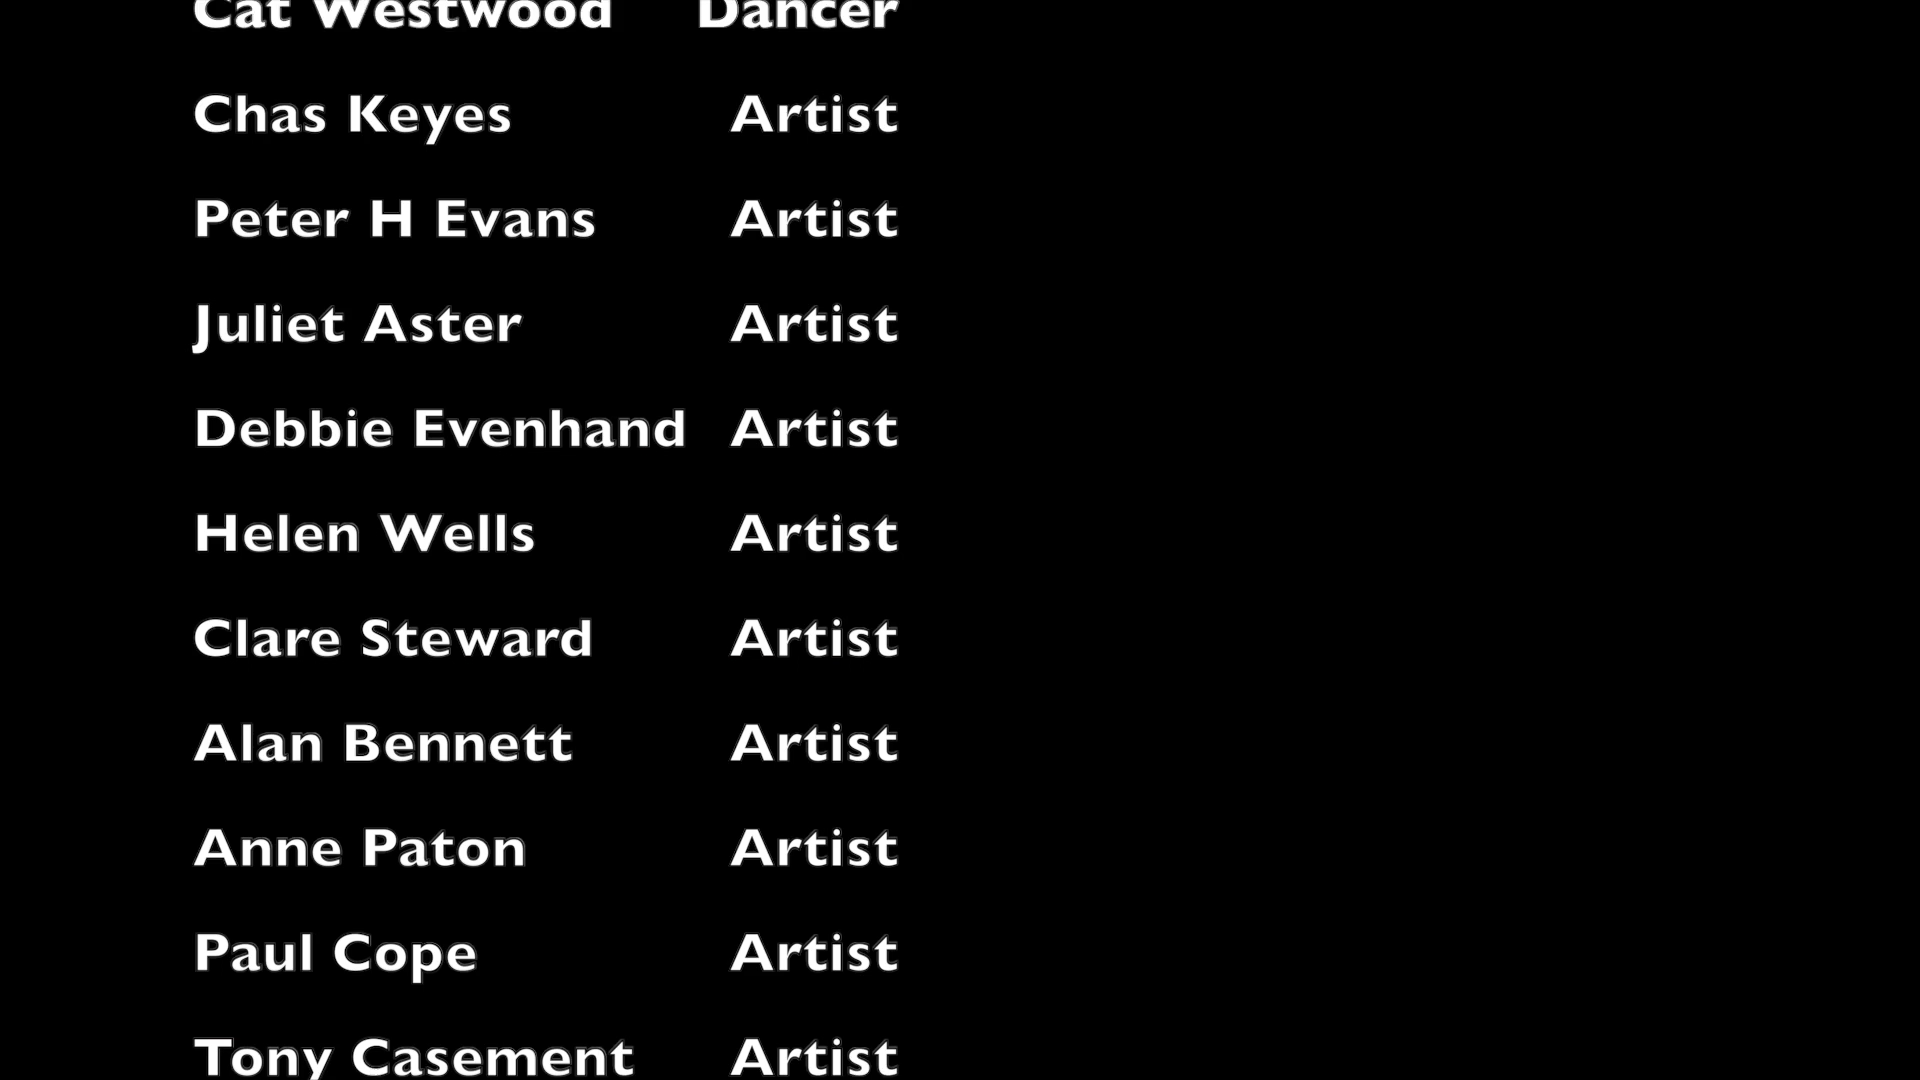 Cat Westwood Dancer
Chas Keyes Artist
Peter H Evans Artist
Juliet Aster Artist
Debbie Evenhand Artist
Helen Wells Artist
Clare Steward Artist
Alan Bennett Artist
Anne Paton Artist
Paul Cope Artist
Tony Casement Artist